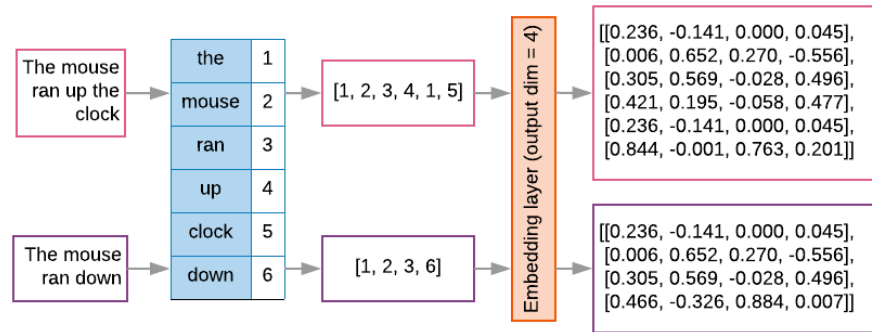 The mouse
ran up the
clock
the 1
mouse 2
ran 3
up 4
clock 5
down 6
[1, 2, 3, 4, 1, 5]
Embedding layer (output dim = 4)
[[0.236, -0.141, 0.000, 0.045],
[0.006, 0.652, 0.270, -0.556],
[0.305, 0.569, -0.028, 0.496],
[0.421, 0.195, -0.058, 0.477],
[0.236, -0.141, 0.000, 0.045],
[0.844, -0.001, 0.763, 0.201]]
The mouse
ran down
[1, 2, 3, 6]
[[0.236, -0.141, 0.000, 0.045],
[0.006, 0.652, 0.270, -0.556],
[0.305, 0.569, -0.028, 0.496],
[0.466, -0.326, 0.884, 0.007]]